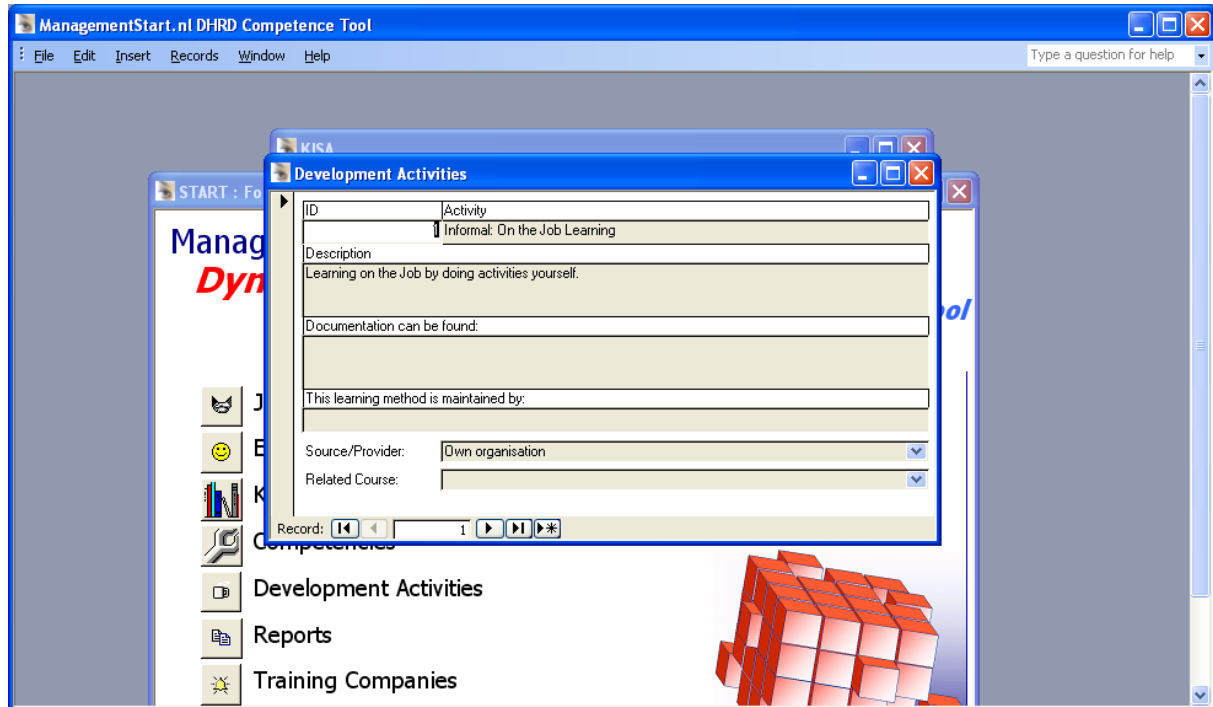 ManagementStart.nl DHRD Competence Tool
File Edit Insert Records Window Help
Type a question for help
KISA
Development Activities
START : Fo
ID Activity
1 Informal: On the Job Learning
Description
Learning on the Job by doing activities yourself.
Documentation can be found:
This learning method is maintained by:
Source/Provider: Own organisation
Related Course:
Record: 1
Manag
Dyn
ool
J
E
K
Competencies
Development Activities
Reports
Training Companies